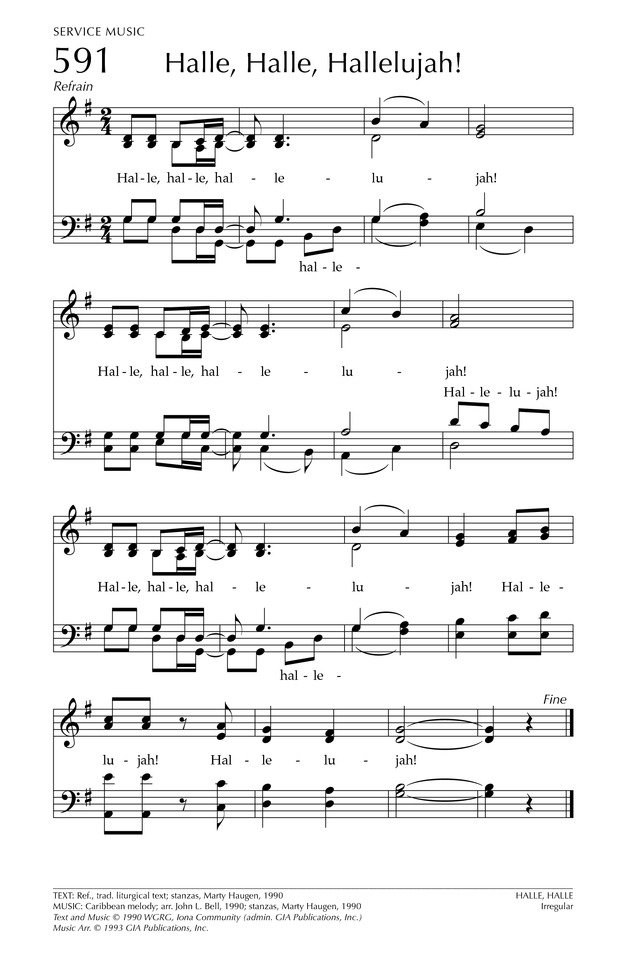 SERVICE MUSIC
591 Halle, Halle, Hallelujah!
Refrain
Hal - le, hal - le, hal - le - lu - jah!
hal - le -
Hal - le, hal - le, hal - le - lu - jah!
Hal - le - lu - jah!
Hal - le, hal - le, hal - le - lu - jah! Hal - le -
hal - le -
Fine
lu - jah! Hal - le - lu - jah!
TEXT: Ref., trad. liturgical text; stanzas, Marty Haugen, 1990 HALLE, HALLE
MUSIC: Caribbean melody; arr. John L. Bell, 1990; stanzas, Marty Haugen, 1990 Irregular
Text and Music © 1990 WGRG, Iona Community (admin. GIA Publications, Inc.)
Music Arr. © 1993 GIA Publications, Inc.